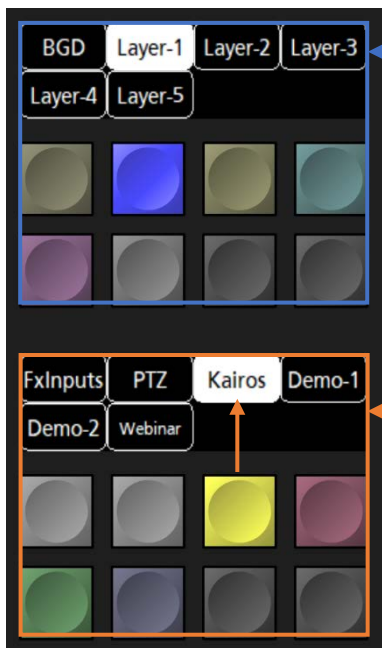 BGD Layer-1 Layer-2 Layer-3
Layer-4 Layer-5
FxInputs PTZ Kairos Demo-1
Demo-2 Webinar